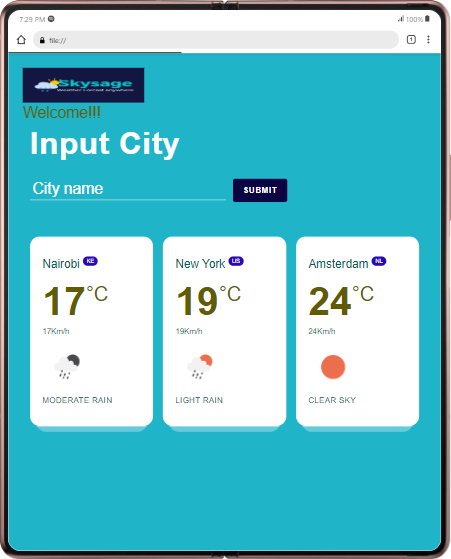 7:29 PM
100%
file://
1
Skysage
Weather forecast anywhere
Welcome!!!
Input City
City name
SUBMIT
Nairobi KE
17°C
17Km/h
MODERATE RAIN
New York US
19°C
19Km/h
LIGHT RAIN
Amsterdam NL
24°C
24Km/h
CLEAR SKY